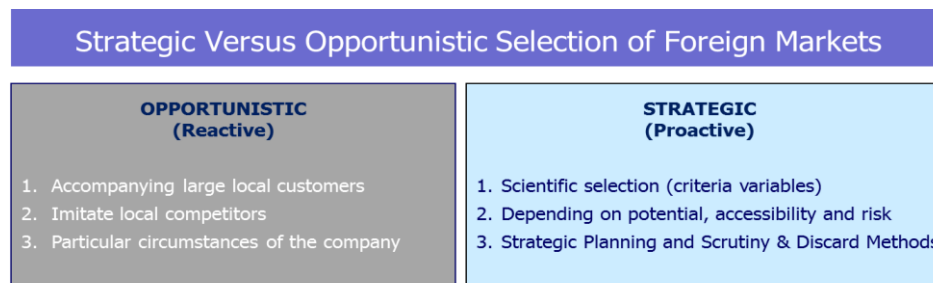 Strategic Versus Opportunistic Selection of Foreign Markets
OPPORTUNISTIC
(Reactive)
1. Accompanying large local customers
2. Imitate local competitors
3. Particular circumstances of the company
STRATEGIC
(Proactive)
1. Scientific selection (criteria variables)
2. Depending on potential, accessibility and risk
3. Strategic Planning and Scrutiny & Discard Methods